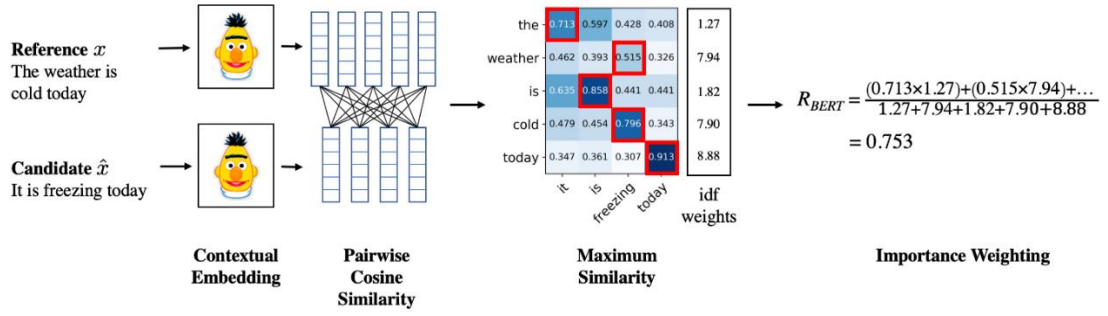 Reference x
The weather is
cold today
Candidate x̂
It is freezing today
Contextual
Embedding
Pairwise
Cosine
Similarity
the 0.713 0.597 0.428 0.408 1.27
weather 0.462 0.393 0.515 0.326 7.94
is 0.635 0.858 0.441 0.441 1.82
cold 0.479 0.454 0.796 0.343 7.90
today 0.347 0.361 0.307 0.913 8.88
it is freezing today
idf
weights
Maximum
Similarity
R_BERT = (0.713×1.27)+(0.515×7.94)+...
1.27+7.94+1.82+7.90+8.88
= 0.753
Importance Weighting